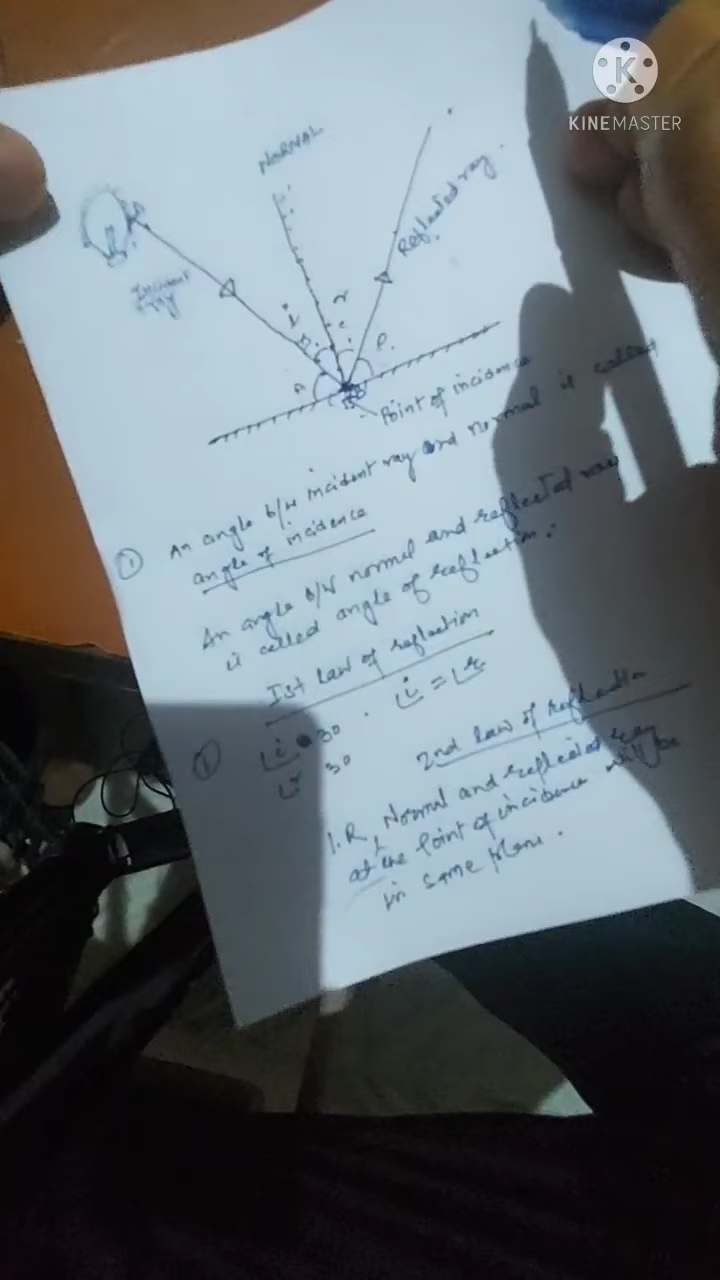 KINEMASTER
NORMAL
Incident
ray
Reflected ray.
i
r
Point of incidence
① An angle b/w incident ray and normal is called
angle of incidence
An angle b/w normal and reflected ray
is called angle of reflection.
Ist law of reflection
① ∠i 30 . ∠i = ∠r
∠r 30
2nd law of reflection
I.R, Normal and reflected ray
at the Point of incidence will be
in same plane.